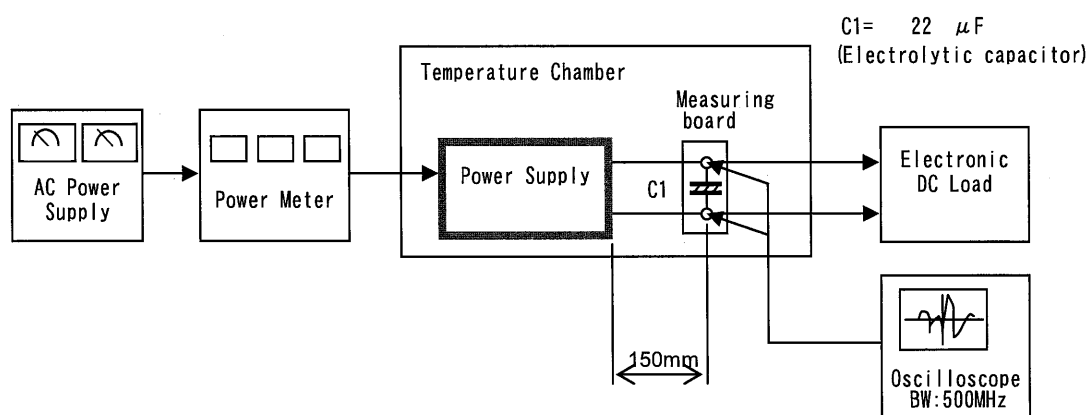 C1= 22 μF
(Electrolytic capacitor)
Temperature Chamber
Measuring
board
AC Power
Supply
Power Meter
Power Supply
C1
Electronic
DC Load
150mm
Oscilloscope
BW:500MHz